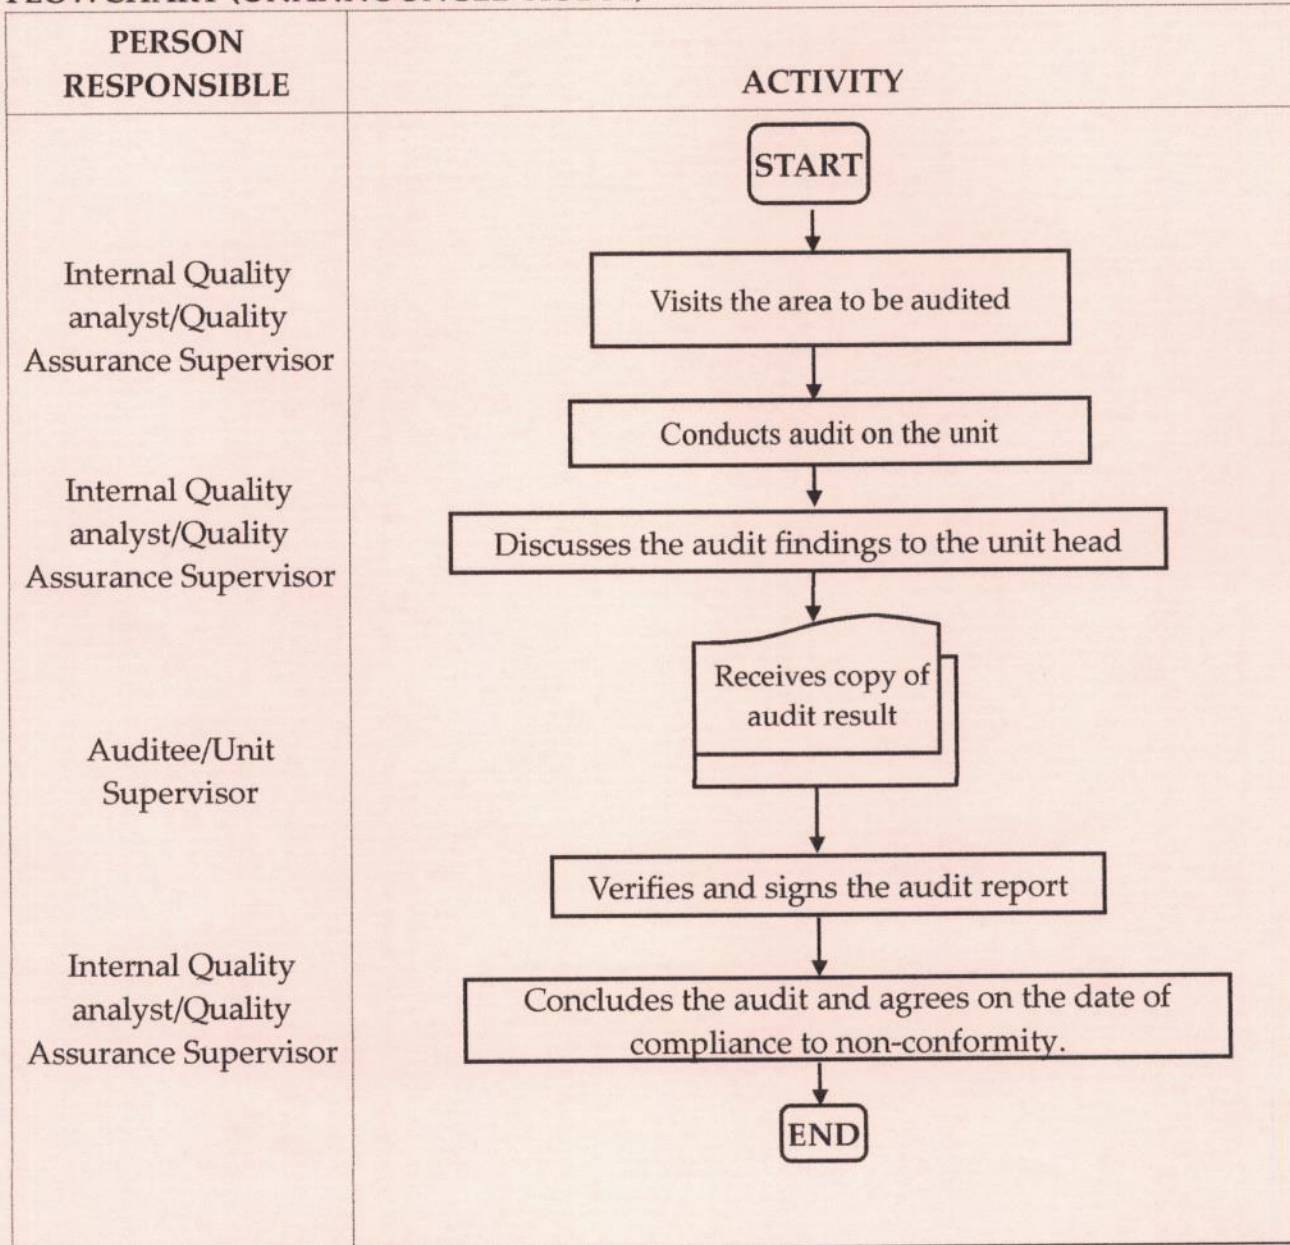 PERSON
RESPONSIBLE
ACTIVITY
START
Internal Quality
analyst/Quality
Assurance Supervisor
Visits the area to be audited
Conducts audit on the unit
Internal Quality
analyst/Quality
Assurance Supervisor
Discusses the audit findings to the unit head
Receives copy of
audit result
Auditee/Unit
Supervisor
Verifies and signs the audit report
Internal Quality
analyst/Quality
Assurance Supervisor
Concludes the audit and agrees on the date of
compliance to non-conformity.
END